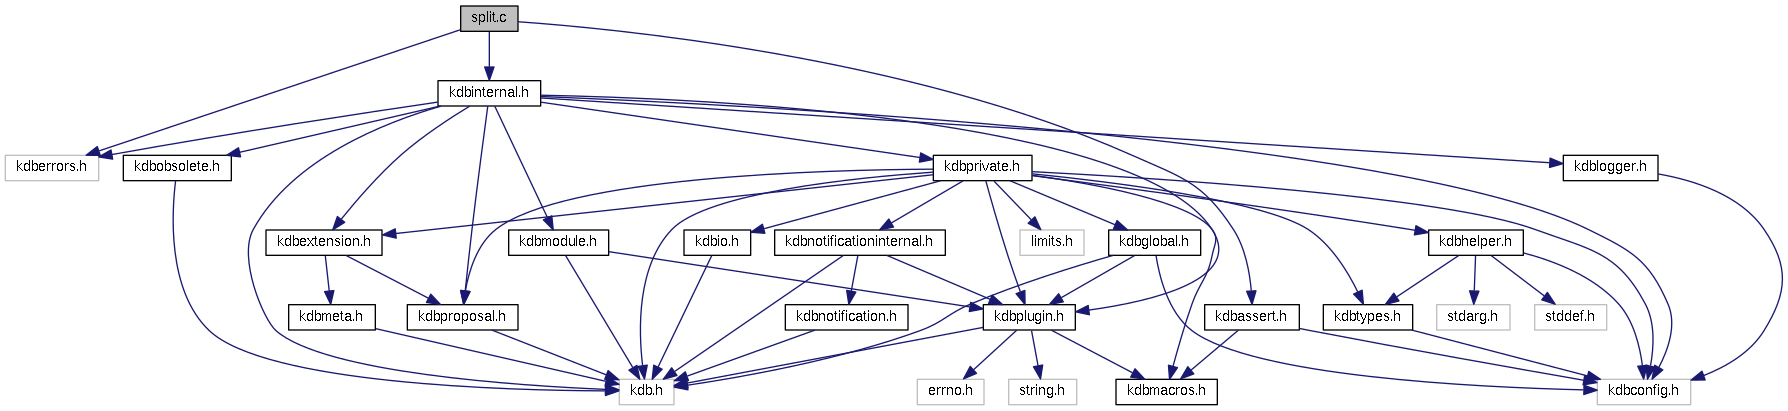 split.c
kdbinternal.h
kdberrors.h
kdbobsolete.h
kdbprivate.h
kdblogger.h
kdbextension.h
kdbmodule.h
kdbio.h
kdbnotificationinternal.h
limits.h
kdbglobal.h
kdbhelper.h
kdbmeta.h
kdbproposal.h
kdbnotification.h
kdbplugin.h
kdbassert.h
kdbtypes.h
stdarg.h
stddef.h
kdb.h
errno.h
string.h
kdbmacros.h
kdbconfig.h